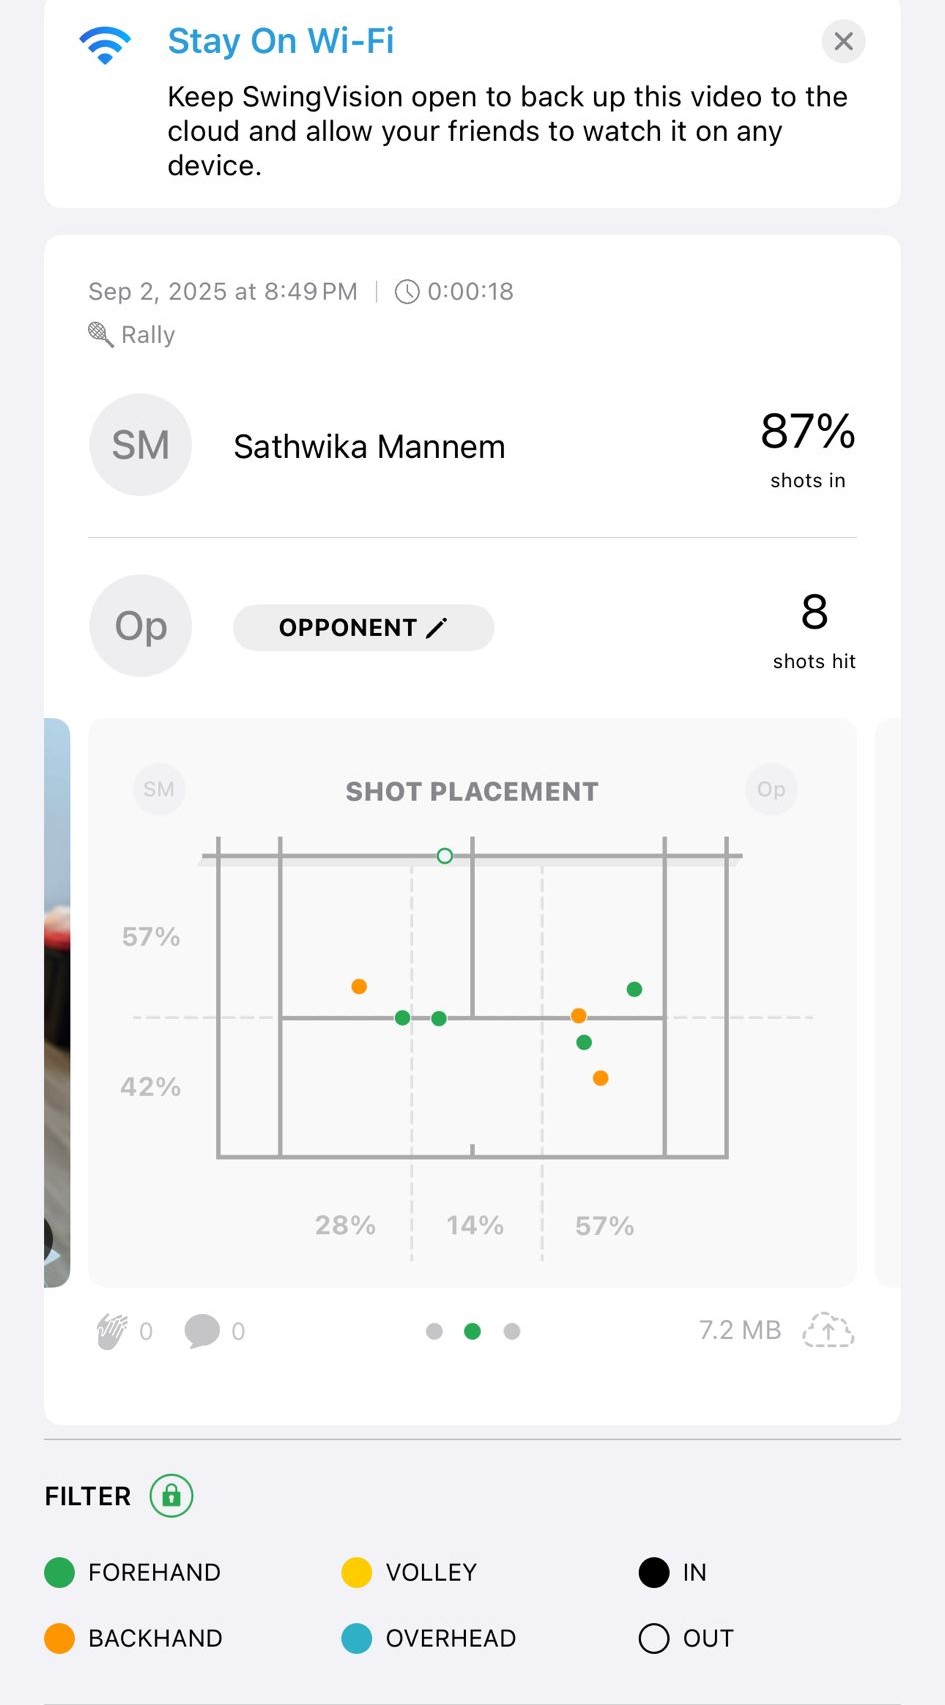 Stay On Wi-Fi
Keep SwingVision open to back up this video to the
cloud and allow your friends to watch it on any
device.
Sep 2, 2025 at 8:49 PM | 0:00:18
Rally
SM
Sathwika Mannem
87%
shots in
Op
OPPONENT
8
shots hit
SM
SHOT PLACEMENT
Op
57%
42%
28%
14%
57%
0
0
7.2 MB
FILTER
FOREHAND
VOLLEY
IN
BACKHAND
OVERHEAD
OUT